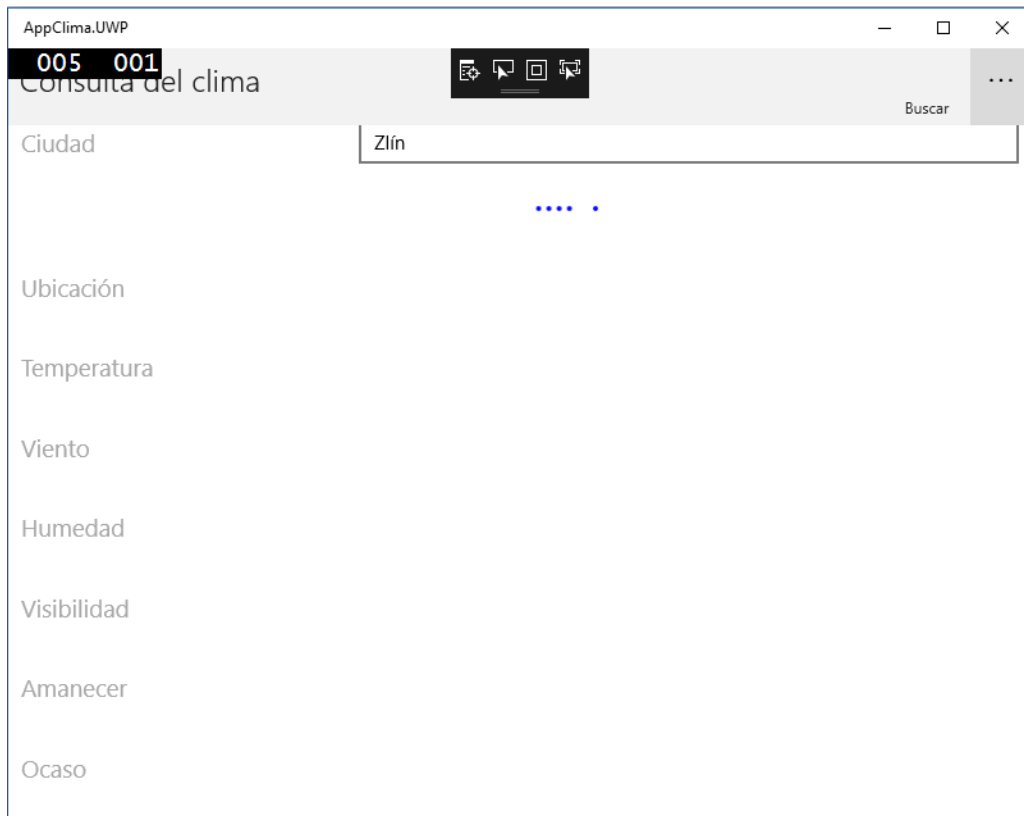 AppClima.UWP
005 001
Consulta del clima
Buscar
Ciudad
Zlín
Ubicación
Temperatura
Viento
Humedad
Visibilidad
Amanecer
Ocaso